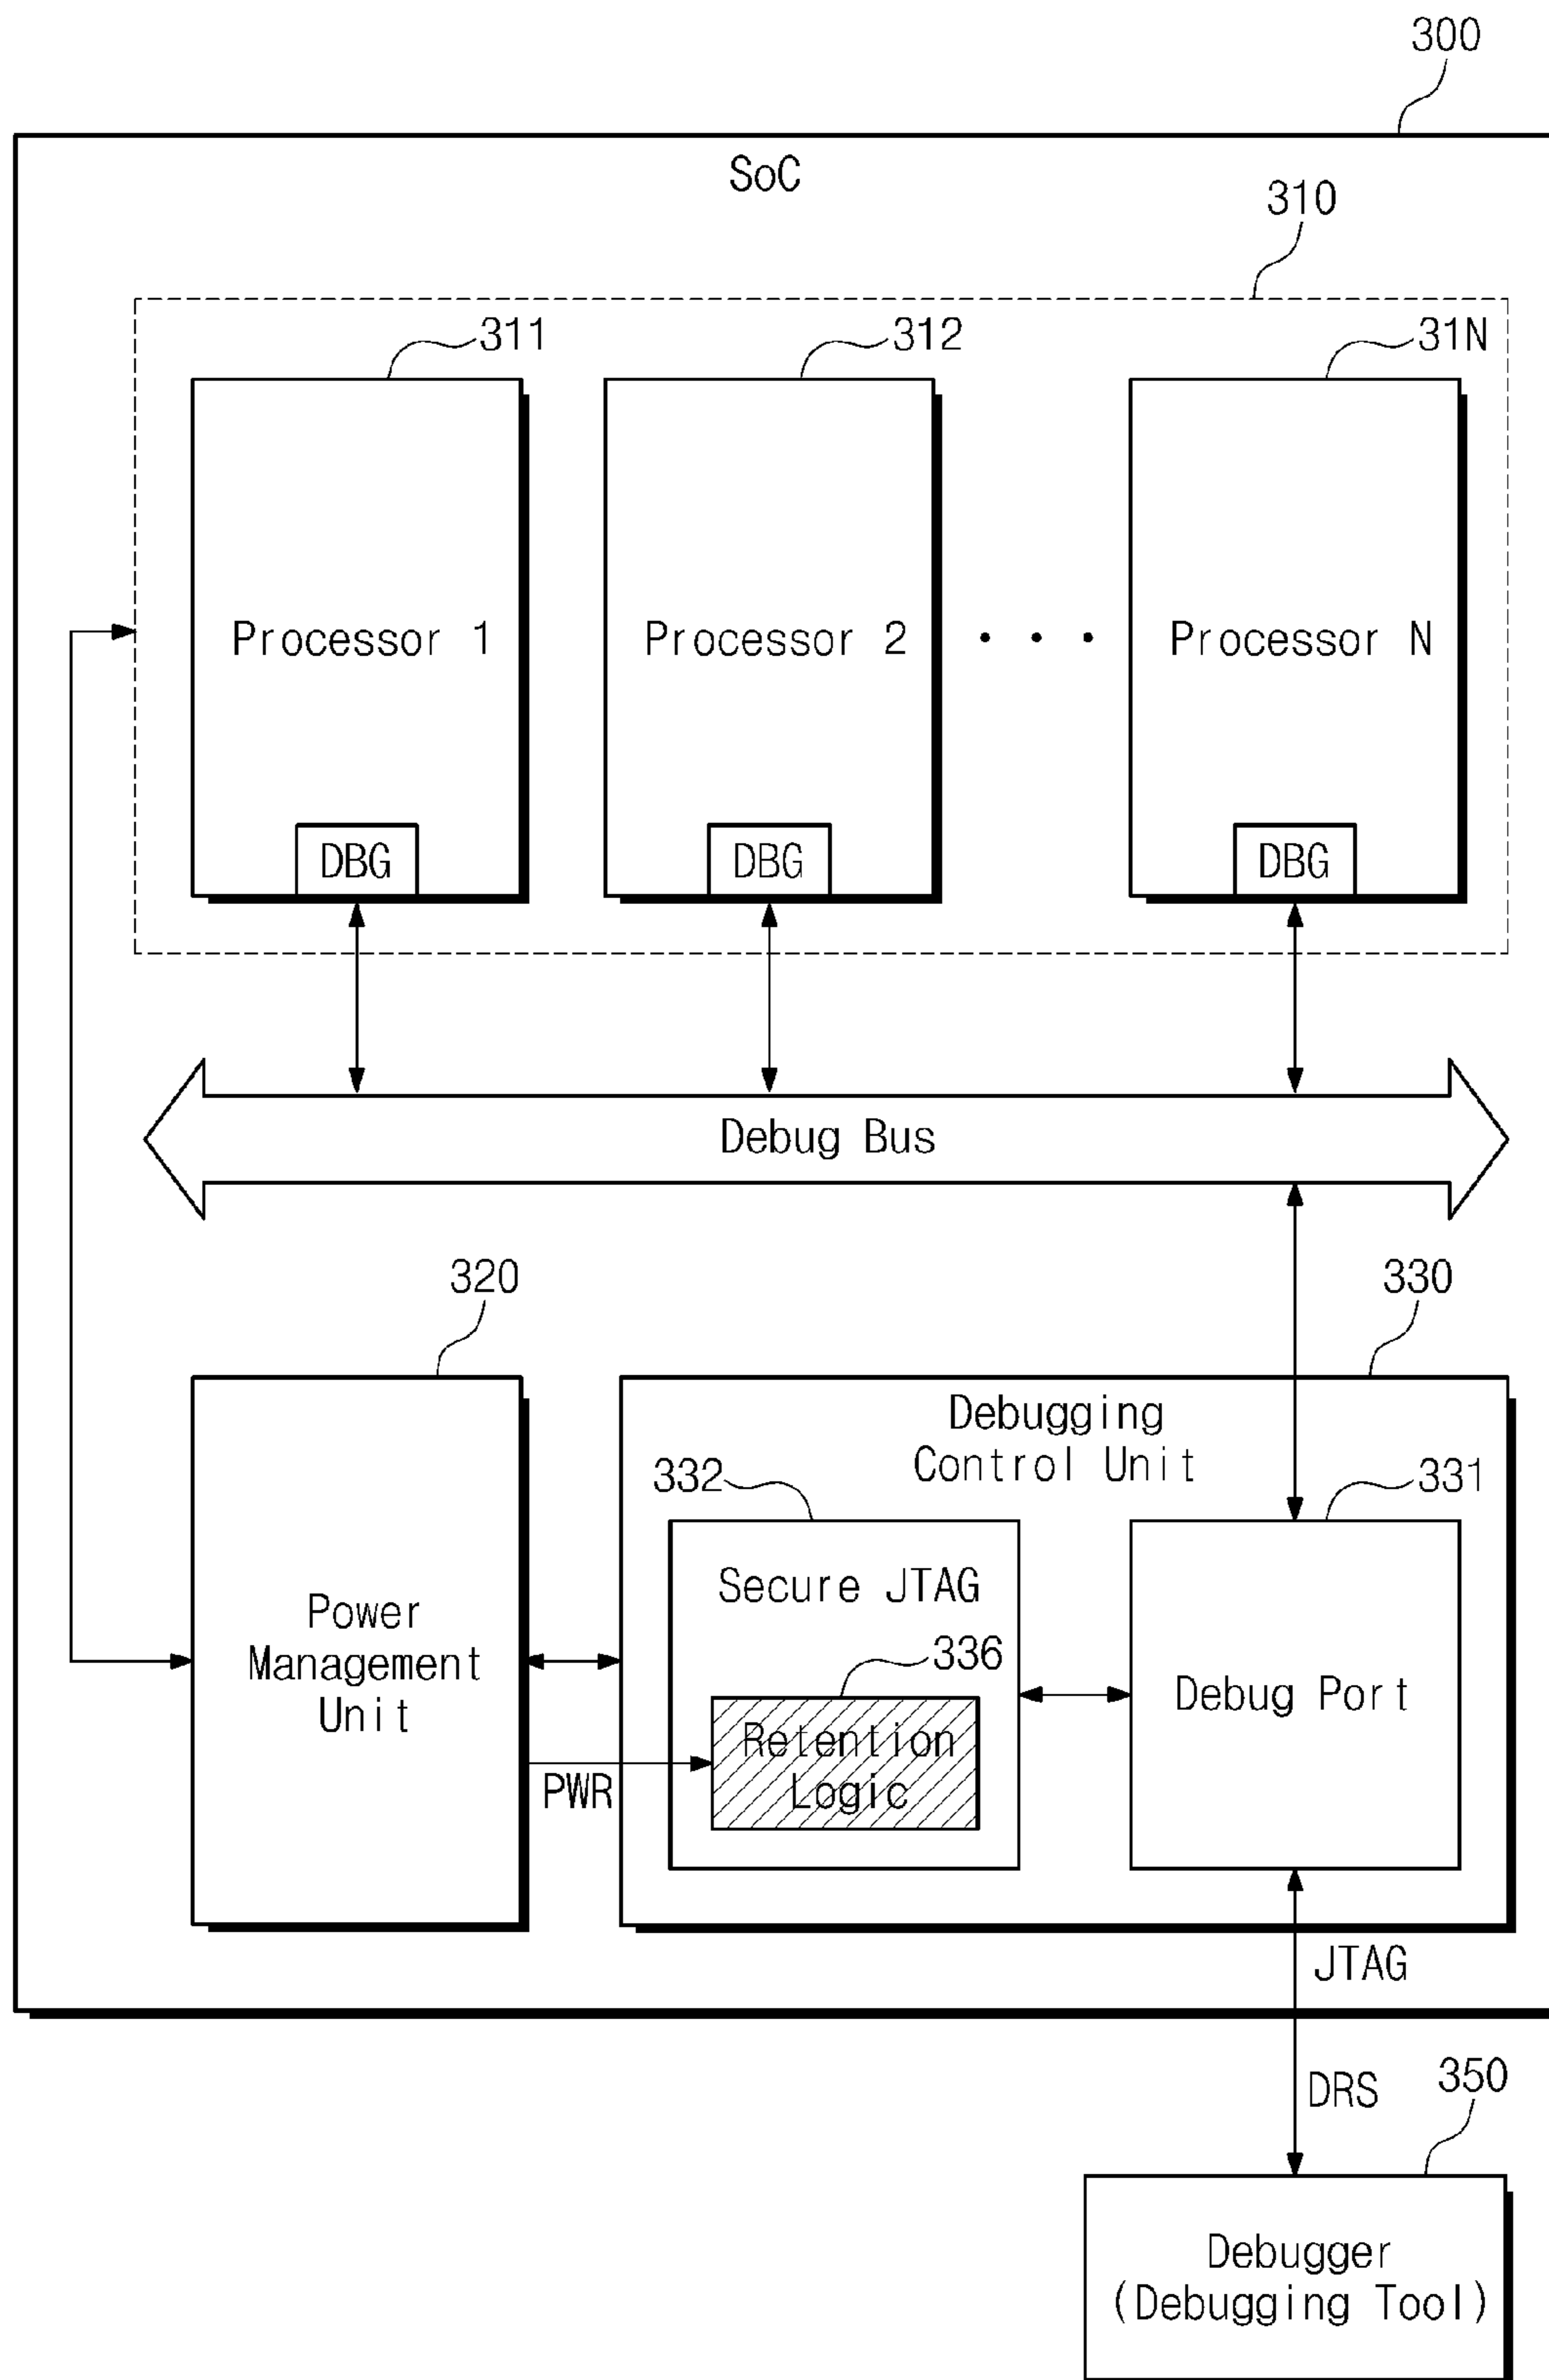 300
SoC
310
311
312
31N
Processor 1
Processor 2
Processor N
DBG
DBG
DBG
Debug Bus
320
330
Debugging
Control Unit
332
331
Secure JTAG
Power
Management
Unit
336
Debug Port
Retention
Logic
PWR
JTAG
DRS
350
Debugger
(Debugging Tool)